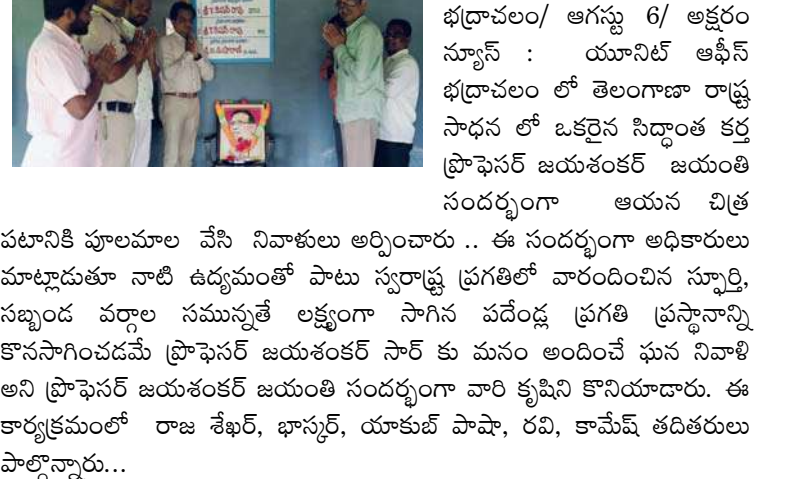 భద్రాచలం/ ఆగస్టు 6/ అక్షరం
న్యూస్ : యూనిట్ ఆఫీస్
భద్రాచలం లో తెలంగాణా రాష్ట్ర
సాధన లో ఒకరైన సిద్ధాంత కర్త
ప్రొఫెసర్ జయశంకర్ జయంతి
సందర్భంగా ఆయన చిత్ర
పటానికి పూలమాల వేసి నివాళులు అర్పించారు .. ఈ సందర్భంగా అధికారులు
మాట్లాడుతూ నాటి ఉద్యమంతో పాటు స్వరాష్ట్ర ప్రగతిలో వారందించిన స్ఫూర్తి,
సబ్బండ వర్గాల సమున్నతే లక్ష్యంగా సాగిన పదేండ్ల ప్రగతి ప్రస్థానాన్ని
కొనసాగించడమే ప్రొఫెసర్ జయశంకర్ సార్ కు మనం అందించే ఘన నివాళి
అని ప్రొఫెసర్ జయశంకర్ జయంతి సందర్భంగా వారి కృషిని కొనియాడారు. ఈ
కార్యక్రమంలో రాజ శేఖర్, భాస్కర్, యాకుబ్ పాషా, రవి, కామేష్ తదితరులు
పాల్గొన్నారు...